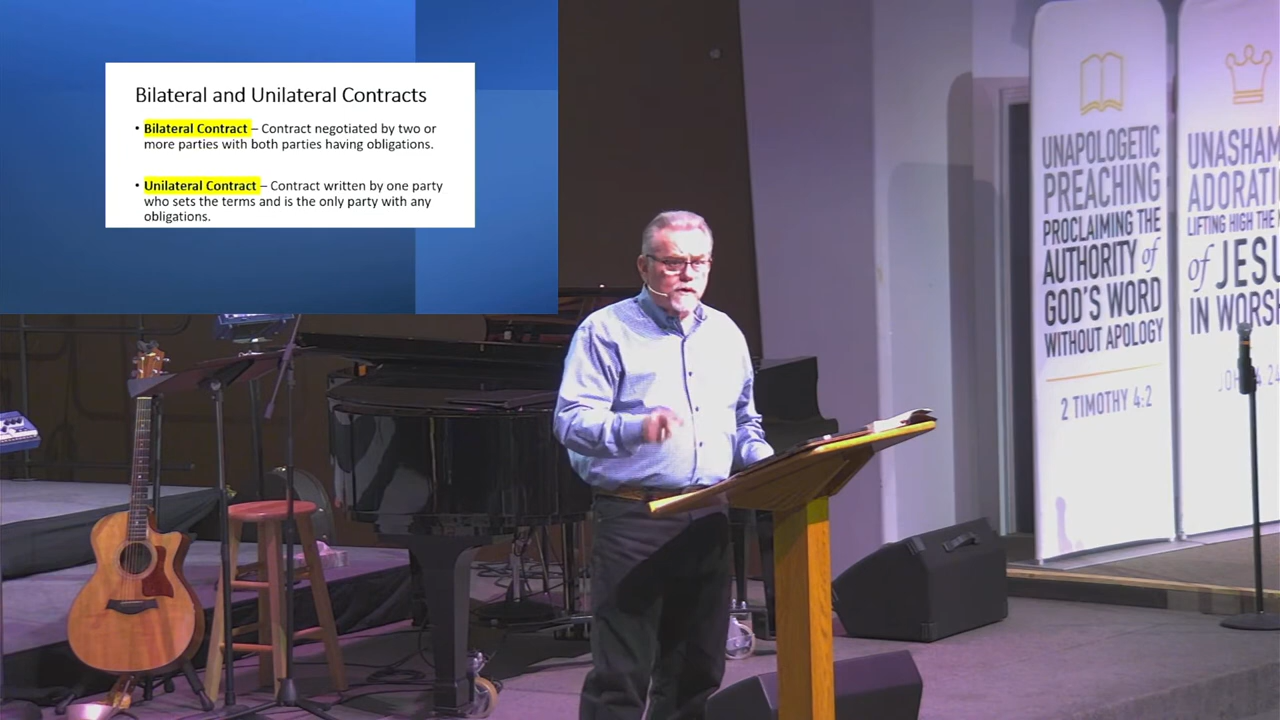 Bilateral and Unilateral Contracts
• Bilateral Contract – Contract negotiated by two or
more parties with both parties having obligations.
• Unilateral Contract – Contract written by one party
who sets the terms and is the only party with any
obligations.
UNAPOLOGETIC
PREACHING
PROCLAIMING THE
AUTHORITY of
GOD'S WORD
WITHOUT APOLOGY
2 TIMOTHY 4:2
LIFTING HIGH THE
of JESU
IN WORS